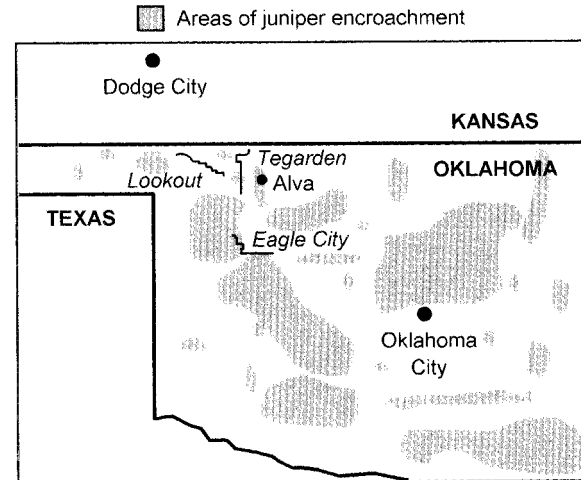 Areas of juniper encroachment
Dodge City
KANSAS
Tegarden
OKLAHOMA
Lookout
Alva
TEXAS
Eagle City
Oklahoma
City